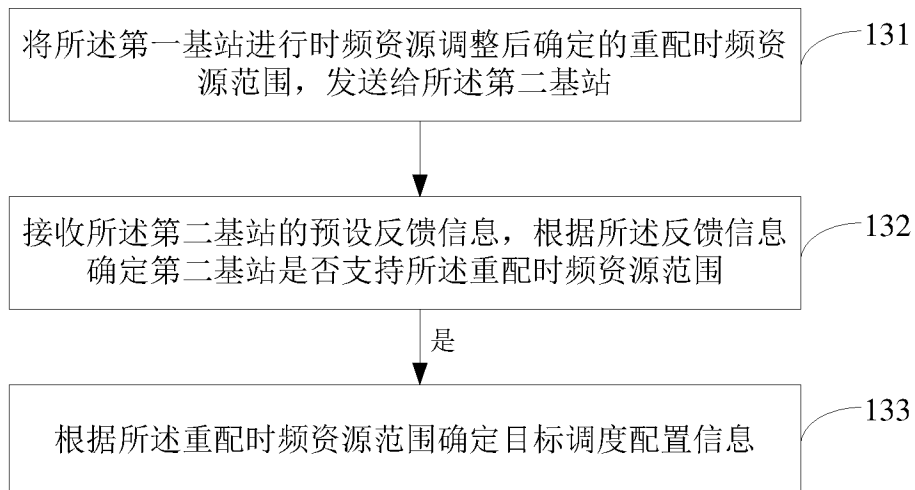 将所述第一基站进行时频资源调整后确定的重配时频资
源范围，发送给所述第二基站
131
接收所述第二基站的预设反馈信息，根据所述反馈信息
确定第二基站是否支持所述重配时频资源范围
132
是
根据所述重配时频资源范围确定目标调度配置信息
133